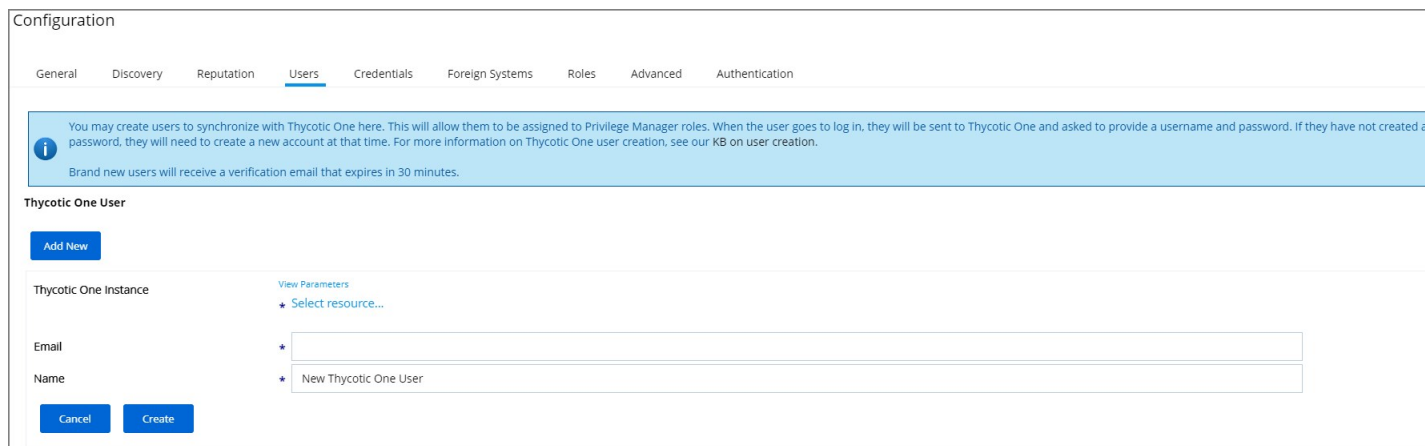 Configuration
General Discovery Reputation Users Credentials Foreign Systems Roles Advanced Authentication
You may create users to synchronize with Thycotic One here. This will allow them to be assigned to Privilege Manager roles. When the user goes to log in, they will be sent to Thycotic One and asked to provide a username and password. If they have not created a
password, they will need to create a new account at that time. For more information on Thycotic One user creation, see our KB on user creation.
Brand new users will receive a verification email that expires in 30 minutes.
Thycotic One User
Add New
View Parameters
Thycotic One Instance
* Select resource...
Email *
Name * New Thycotic One User
Cancel Create